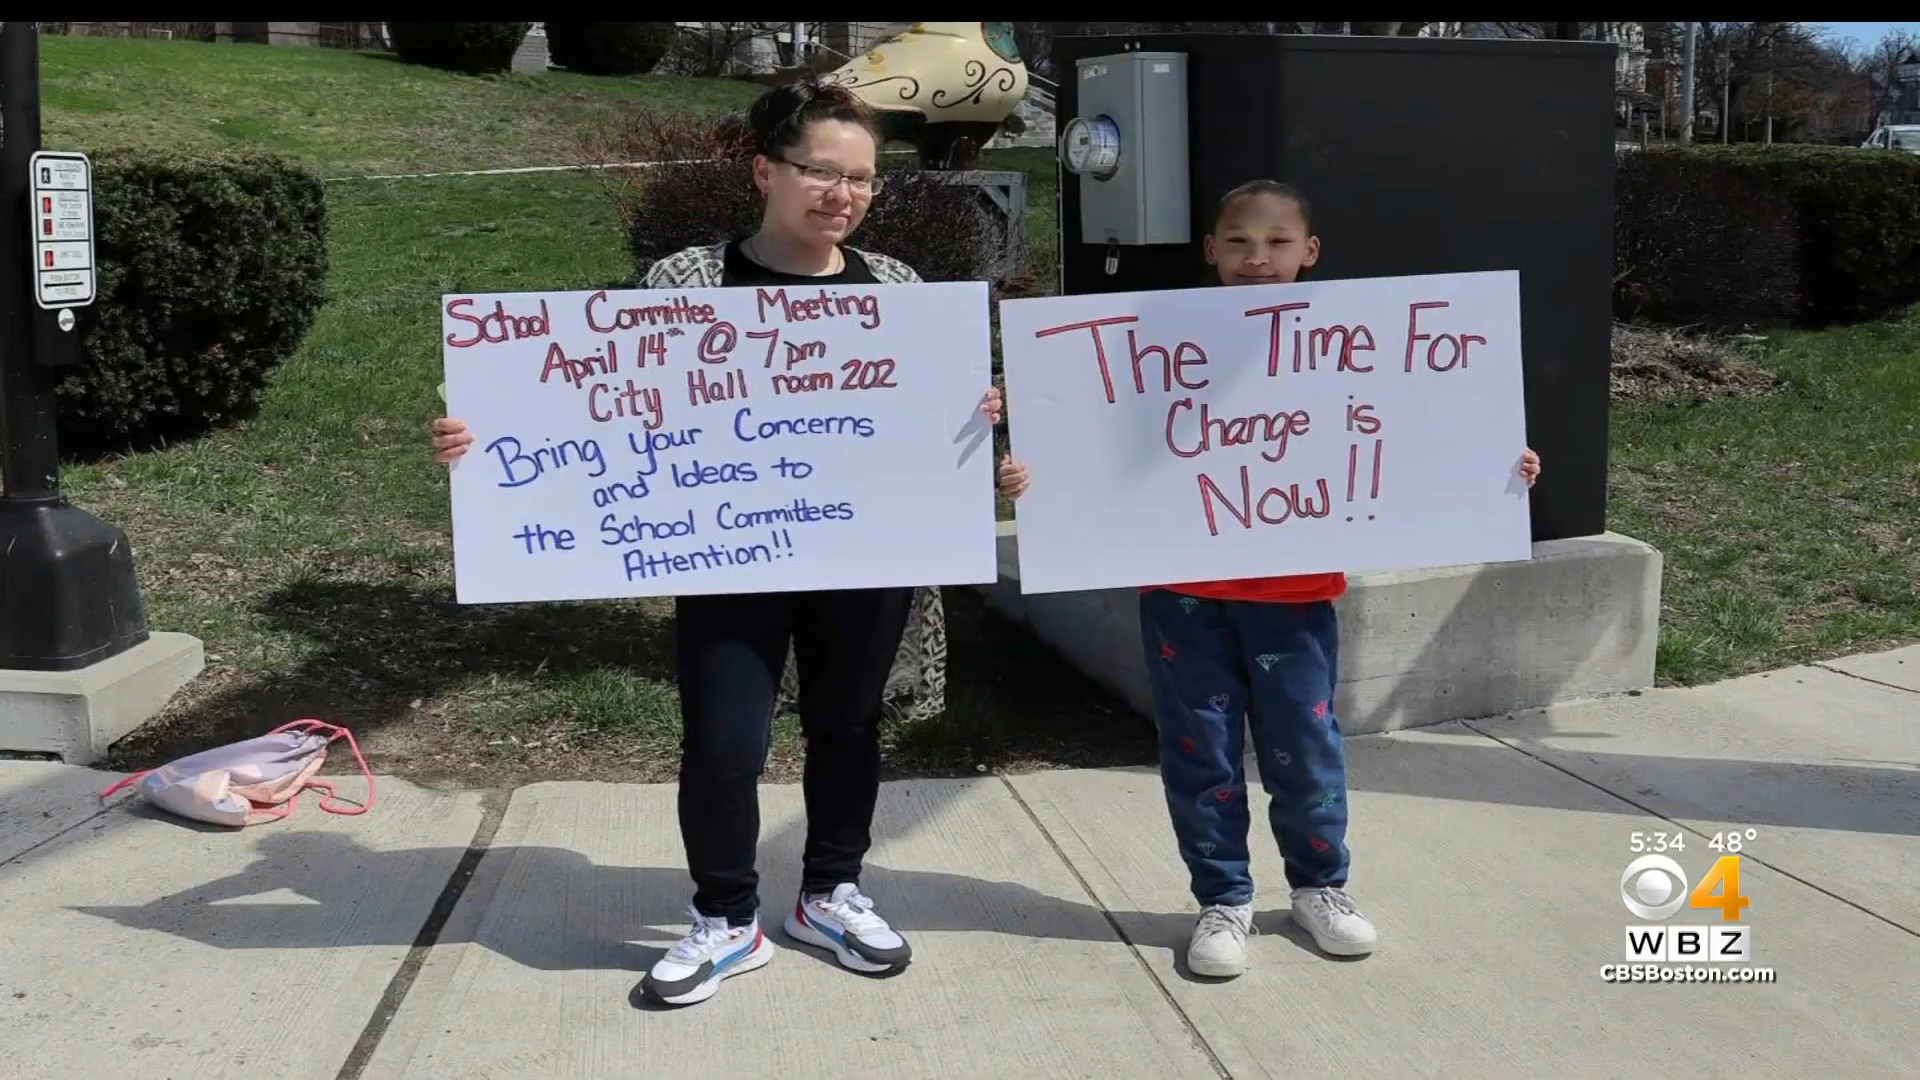 School Committee Meeting
April 14th @ 7pm
City Hall room 202
Bring your Concerns
and Ideas to
the School Committees
Attention!!
The Time For
Change is
Now!!
5:34 48°
4
WBZ
CBSBoston.com